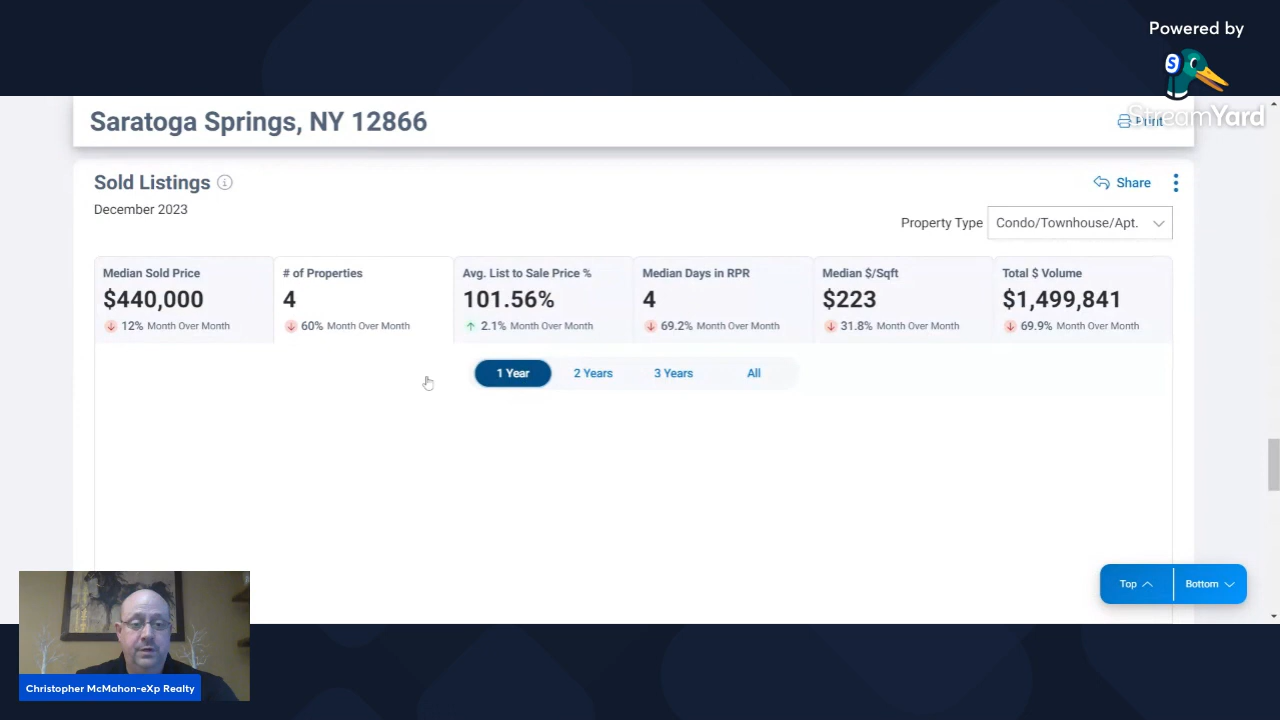 Powered by
S
StreamYard
Saratoga Springs, NY 12866
Print
Sold Listings
Share
December 2023
Property Type Condo/Townhouse/Apt.
Median Sold Price
$440,000
12% Month Over Month
# of Properties
4
60% Month Over Month
Avg. List to Sale Price %
101.56%
2.1% Month Over Month
Median Days in RPR
4
69.2% Month Over Month
Median $/Sqft
$223
31.8% Month Over Month
Total $ Volume
$1,499,841
69.9% Month Over Month
1 Year 2 Years 3 Years All
Top Bottom
Christopher McMahon-eXp Realty